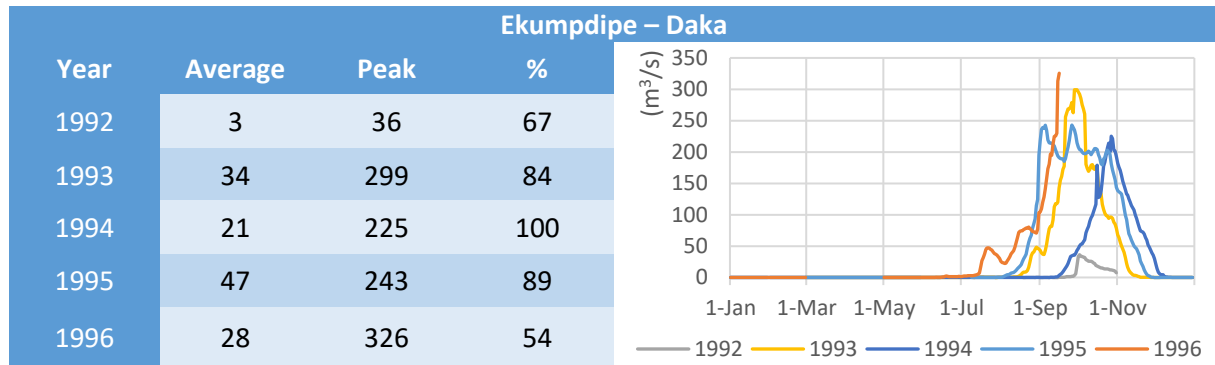 Ekumpdipe – Daka
Year Average Peak %
1992 3 36 67
1993 34 299 84
1994 21 225 100
1995 47 243 89
1996 28 326 54
(m³/s)
350
300
250
200
150
100
50
0
1-Jan 1-Mar 1-May 1-Jul 1-Sep 1-Nov
1992 1993 1994 1995 1996